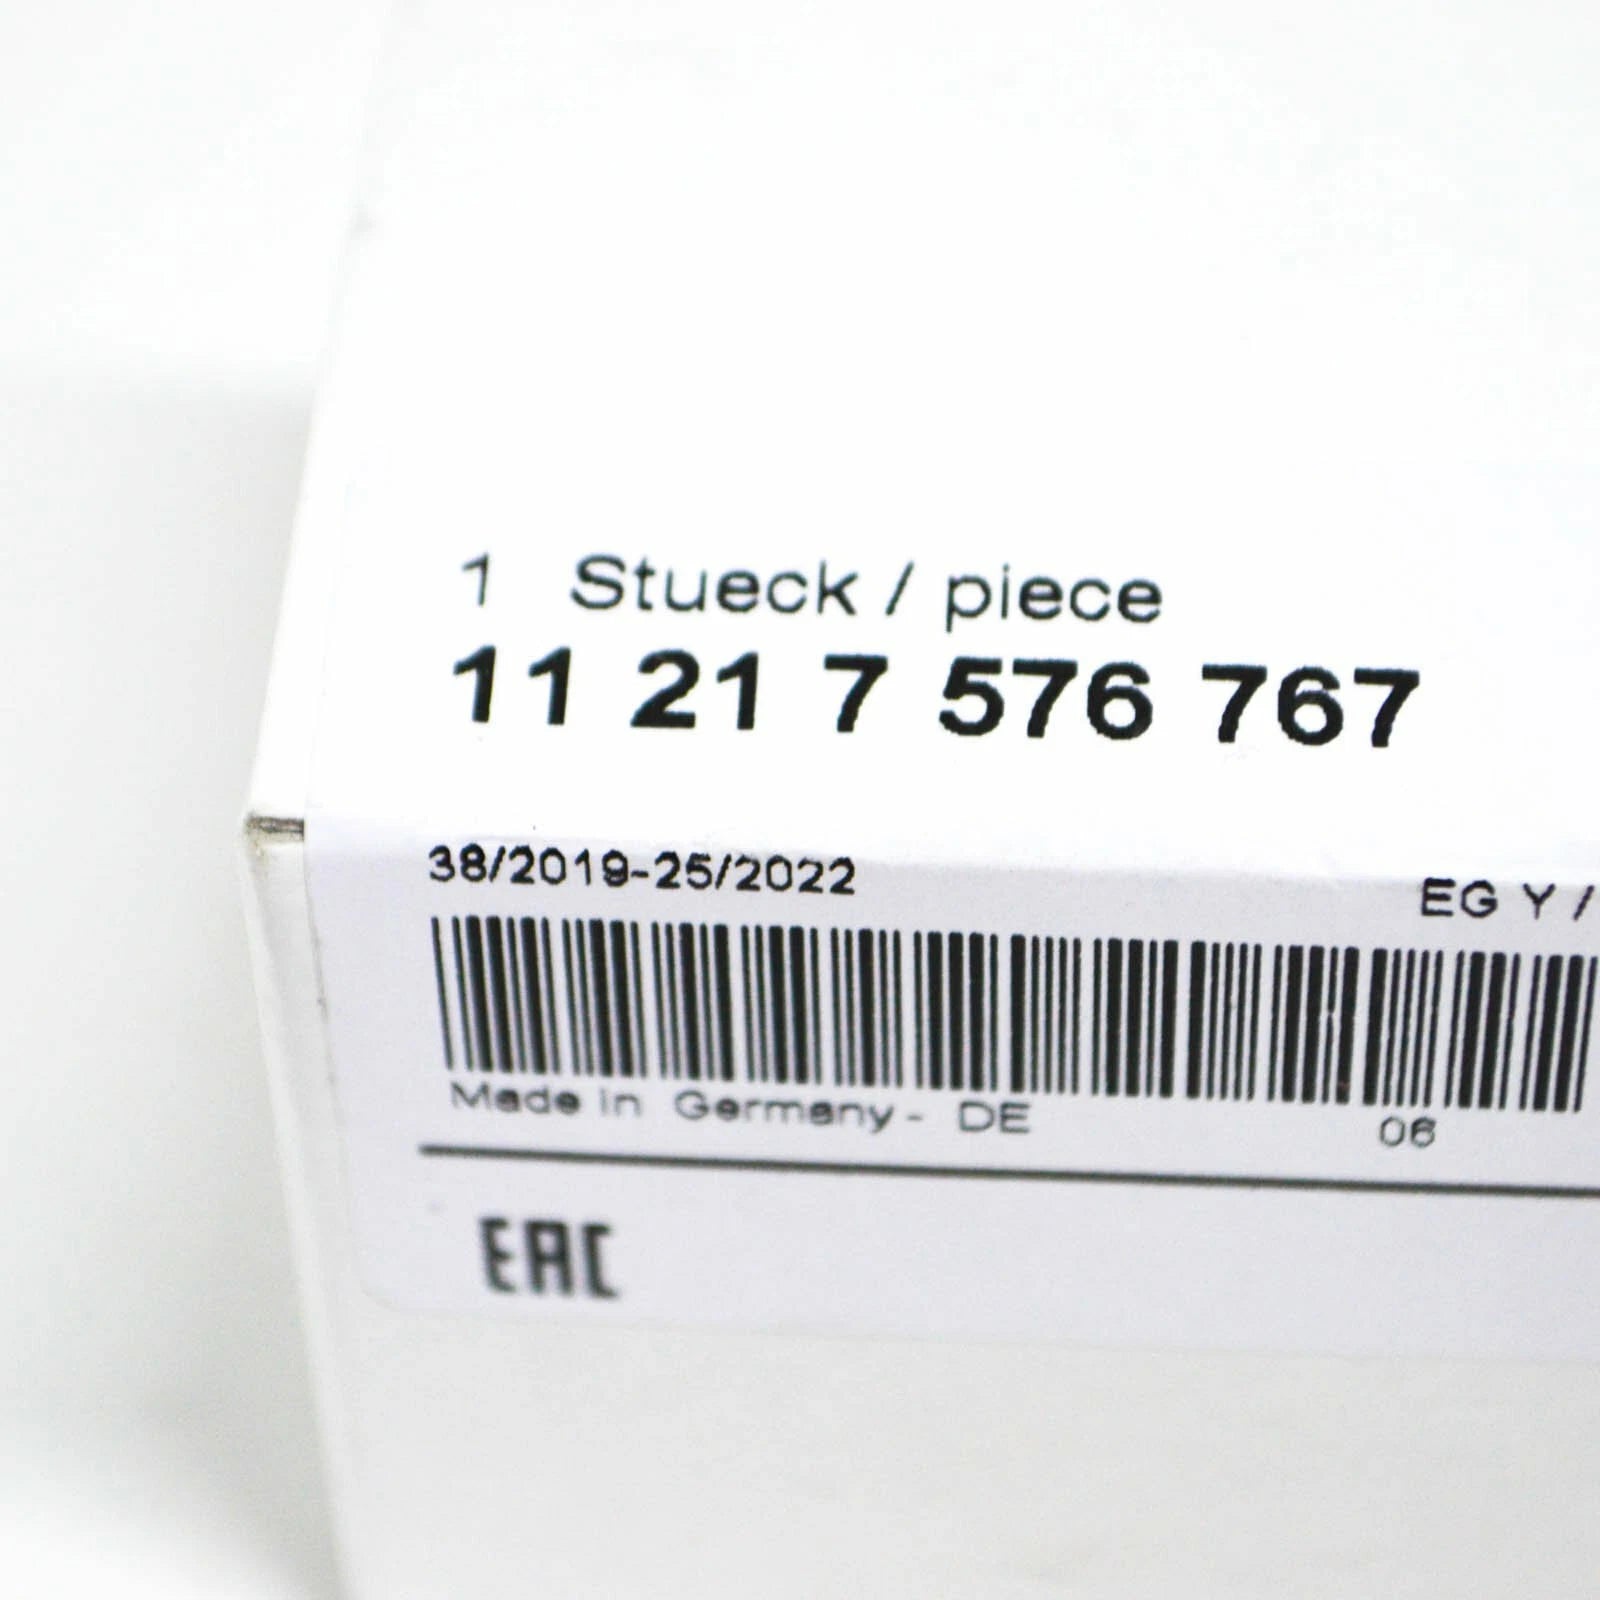 1 Stueck / piece
11 21 7 576 767
38/2019-25/2022 EG Y /
Made in Germany - DE 06
EAC